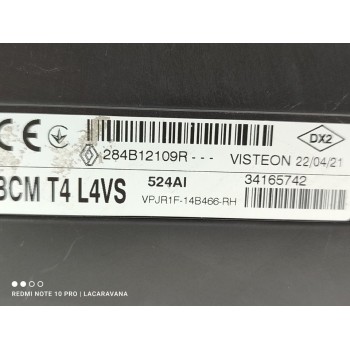 CE
284B12109R--- VISTEON 22/04/21
DX2
BCM T4 L4VS 524AI 34165742
VPJR1F-14B466-RH
REDMI NOTE 10 PRO | LACARAVANA